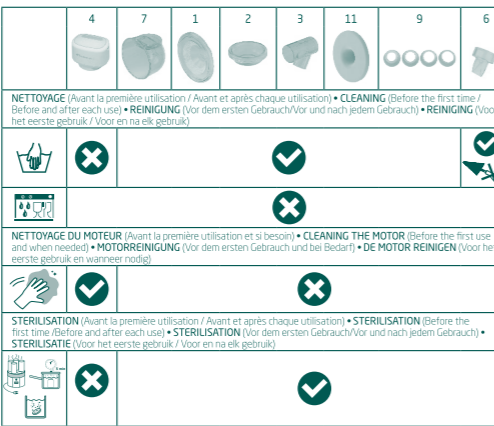 4 7 1 2 3 11 9 6
NETTOYAGE (Avant la première utilisation / Avant et après chaque utilisation) • CLEANING (Before the first time /
Before and after each use) • REINIGUNG (Vor dem ersten Gebrauch/Vor und nach jedem Gebrauch) • REINIGING (Voor
het eerste gebruik / Voor en na elk gebruik)
NETTOYAGE DU MOTEUR (Avant la première utilisation et si besoin) • CLEANING THE MOTOR (Before the first use
and when needed) • MOTORREINIGUNG (Vor dem ersten Gebrauch und bei Bedarf) • DE MOTOR REINIGEN (Voor het
eerste gebruik en wanneer nodig)
STERILISATION (Avant la première utilisation / Avant et après chaque utilisation) • STERILISATION (Before the
first time /Before and after each use) • STERILISATION (Vor dem ersten Gebrauch/Vor und nach jedem Gebrauch) •
STERILISATIE (Voor het eerste gebruik / Voor en na elk gebruik)